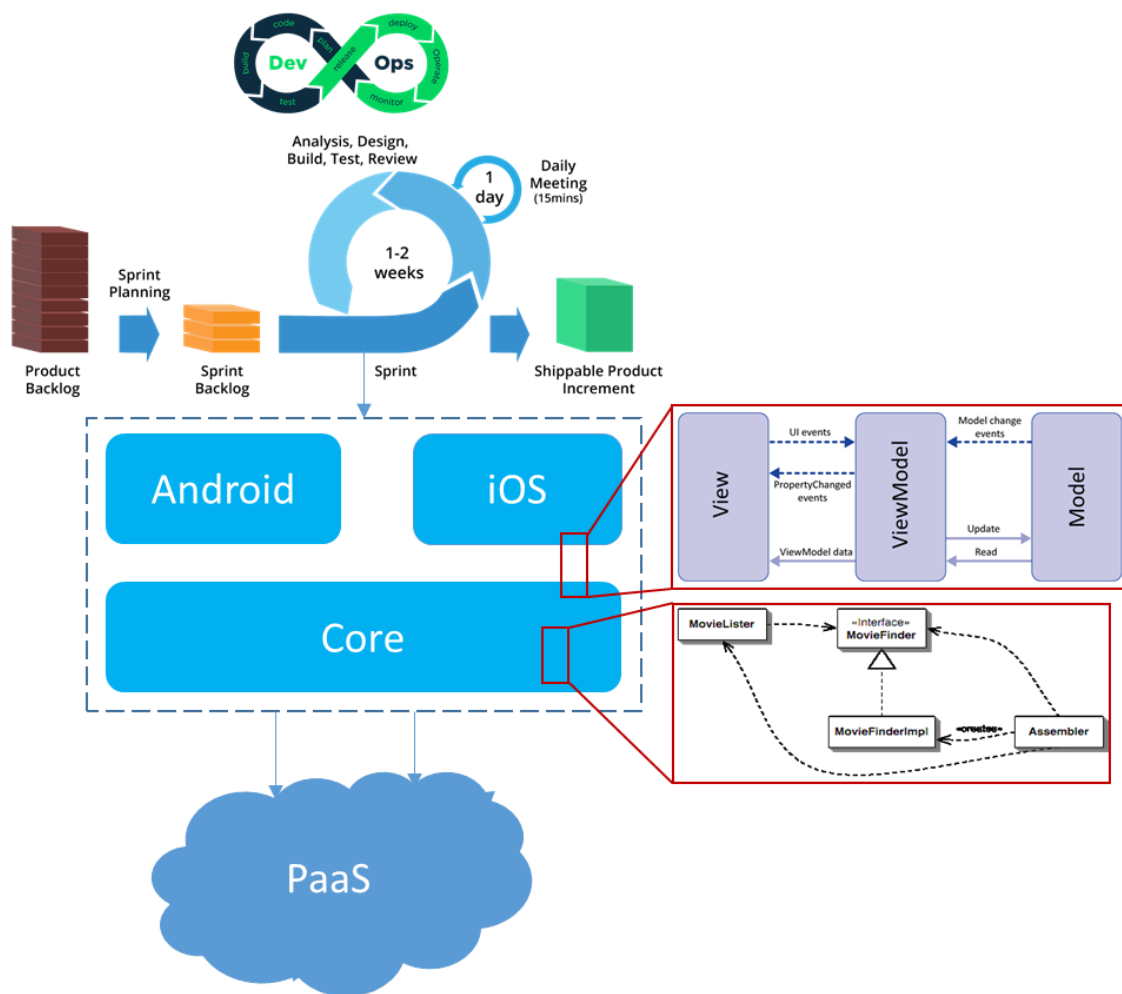 code
plan
build
Dev
release
Ops
deploy
Operate
test
monitor
Analysis, Design,
Build, Test, Review
1
day
Daily
Meeting
(15mins)
1-2
weeks
Sprint
Planning
Product
Backlog
Sprint
Backlog
Sprint
Shippable Product
Increment
Android
iOS
Core
PaaS
View
UI events
PropertyChanged
events
ViewModel data
ViewModel
Model change
events
Update
Read
Model
MovieLister
«interface»
MovieFinder
MovieFinderImpl
«creates»
Assembler